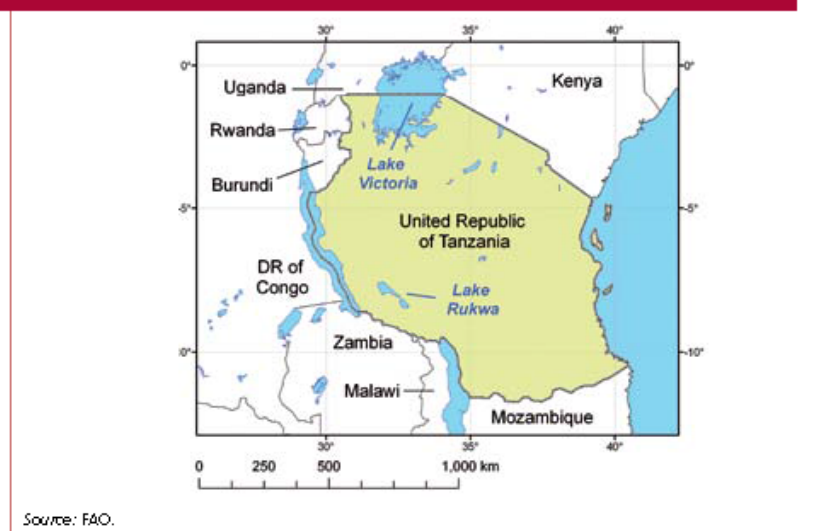 30° 35° 40°
0° 0°
Uganda
Kenya
Rwanda
Lake
Victoria
Burundi
-5° -5°
United Republic
of Tanzania
DR of
Congo
Lake
Rukwa
Zambia
0° -10°
Malawi
Mozambique
30° 35° 40°
0 250 500 1,000 km
Source: FAO.